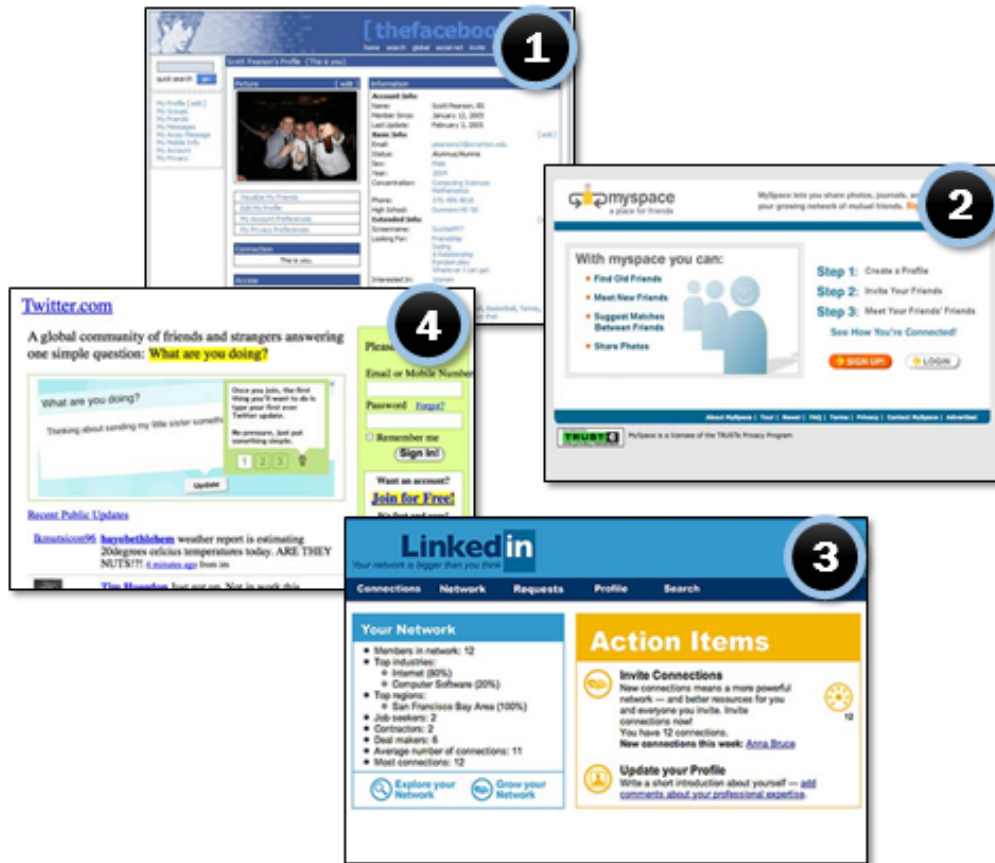 1
[thefacebook
home search global social net invite
quick search go
Scott Pearson's Profile (This is you)
Picture [ edit ]
Information
My Profile [ edit ]
My Groups
My Friends
My Messages
My Away Message
My Mobile Info
My Account
My Privacy
Visualize My Friends
Edit My Profile
My Account Preferences
My Privacy Preferences
Connection
This is you.
Access
Account Info:
Name: Scott Pearson, BS
Member Since: January 12, 2005
Last Update: February 3, 2005
Basic Info: [ edit ]
Email:
Status: Alumnus/Alumna
Sex: Male
Year: 2004
Concentration: Computing Sciences
Mathematics
Phone:
High School:
Extended Info:
Screenname:
Looking For: Friendship
Dating
A Relationship
Random play
Whatever I can get
Interested In: Women
2
myspace
a place for friends
MySpace lets you share photos, journals, and
your growing network of mutual friends.
With myspace you can:
Find Old Friends
Meet New Friends
Suggest Matches
Between Friends
Share Photos
Step 1: Create a Profile
Step 2: Invite Your Friends
Step 3: Meet Your Friends' Friends
See How You're Connected!
SIGN UP! LOGIN
About MySpace | Tour | News! | FAQ | Terms | Privacy | Contact MySpace | Advertise
TRUSTe MySpace is a licensee of the TRUSTe Privacy Program
4
Twitter.com
A global community of friends and strangers answering
one simple question: What are you doing?
What are you doing?
Thinking about sending my little sister
Once you join, the first
thing you'll want to do is
type your first ever
Twitter update.
No pressure, just put
something simple.
1 2 3
Update
Recent Public Updates
hayobethlehem weather report is estimating
20degrees celcius temperatures today. ARE THEY
NUTS!?! 4 minutes ago from im
Just got up. Not in work this
Email or Mobile Number
Password Forgot?
Remember me
Sign In!
Want an account?
Join for Free!
3
Linked in
Your network is bigger than you think
Connections Network Requests Profile Search
Your Network
Members in network: 12
Top industries:
Internet (80%)
Computer Software (20%)
Top regions:
San Francisco Bay Area (100%)
Job seekers: 2
Contractors: 2
Deal makers: 6
Average number of connections: 11
Most connections: 12
Explore your
Network
Grow your
Network
Action Items
Invite Connections
New connections means a more powerful
network — and better resources for you
and everyone you invite. Invite
connections now!
You have 12 connections.
New connections this week: Anna Bruce
12
Update your Profile
Write a short introduction about yourself — add
comments about your professional expertise.